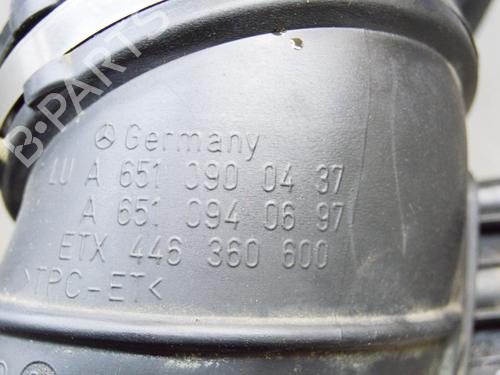 Germany
LU A 651 090 04 37
A 651 094 06 97
ETX 446 360 600
>TPC-ET<
B-PARTS